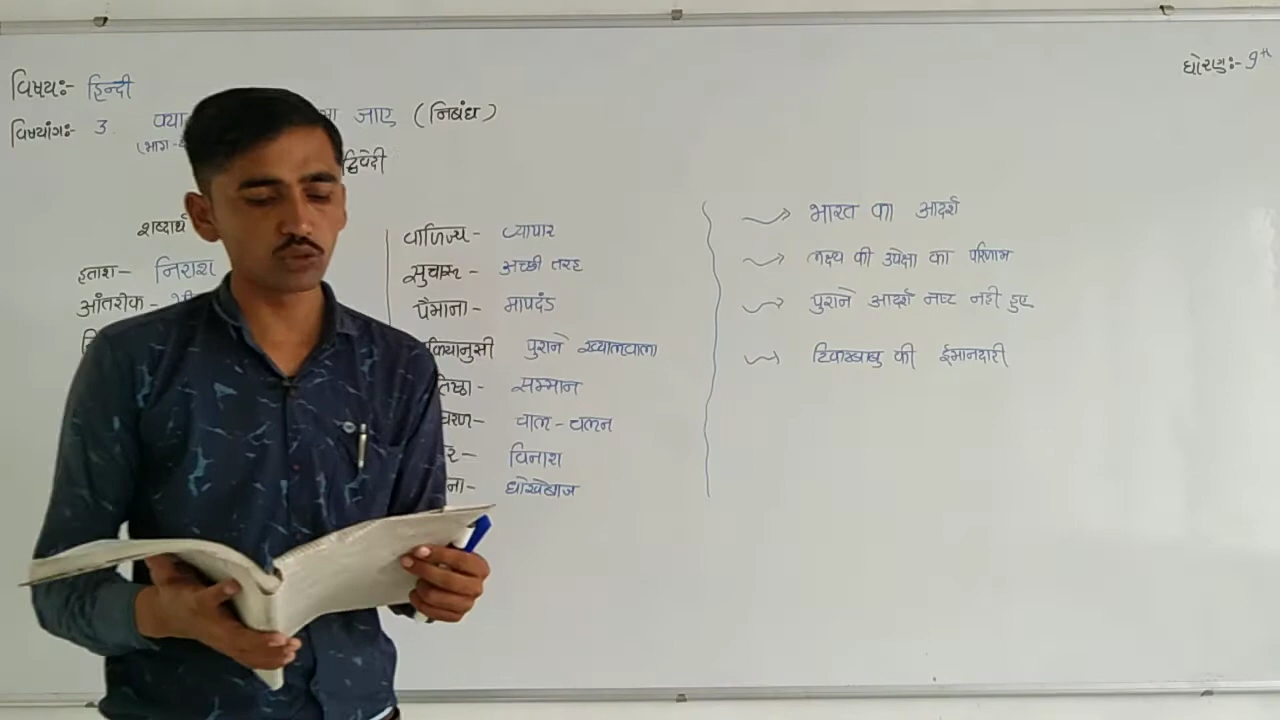 विषयः- हिन्दी
धोरणः- 9th
विषयांगः- 3. क्या जाए (निबंध)
(भाग-
द्विवेदी
शब्दार्थ
हताश - निराश
आंतरीक -
वाणिज्य - व्यापार
सुचारू - अच्छी तरह
पैमाना - मापदंड
कियानुसी पुराने ख्यालवाला
सम्मान
चरण - चाल-चलन
विनाश
ना - धोखेबाज
भारत का आदर्श
लक्ष्य की उपेक्षा का परिणाम
पुराने आदर्श नष्ट नहीं हुए
टिकटबाबु की ईमानदारी